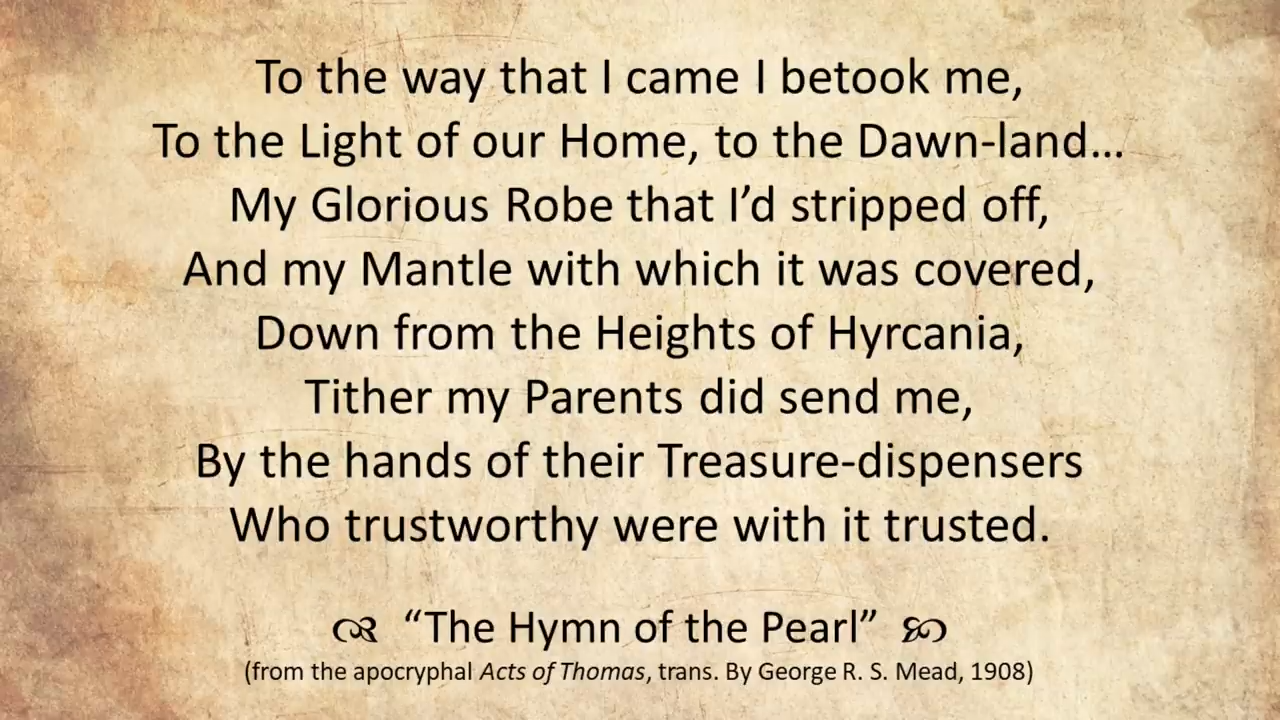 To the way that I came I betook me,
To the Light of our Home, to the Dawn-land...
My Glorious Robe that I’d stripped off,
And my Mantle with which it was covered,
Down from the Heights of Hyrcania,
Tither my Parents did send me,
By the hands of their Treasure-dispensers
Who trustworthy were with it trusted.
“The Hymn of the Pearl”
(from the apocryphal Acts of Thomas, trans. By George R. S. Mead, 1908)